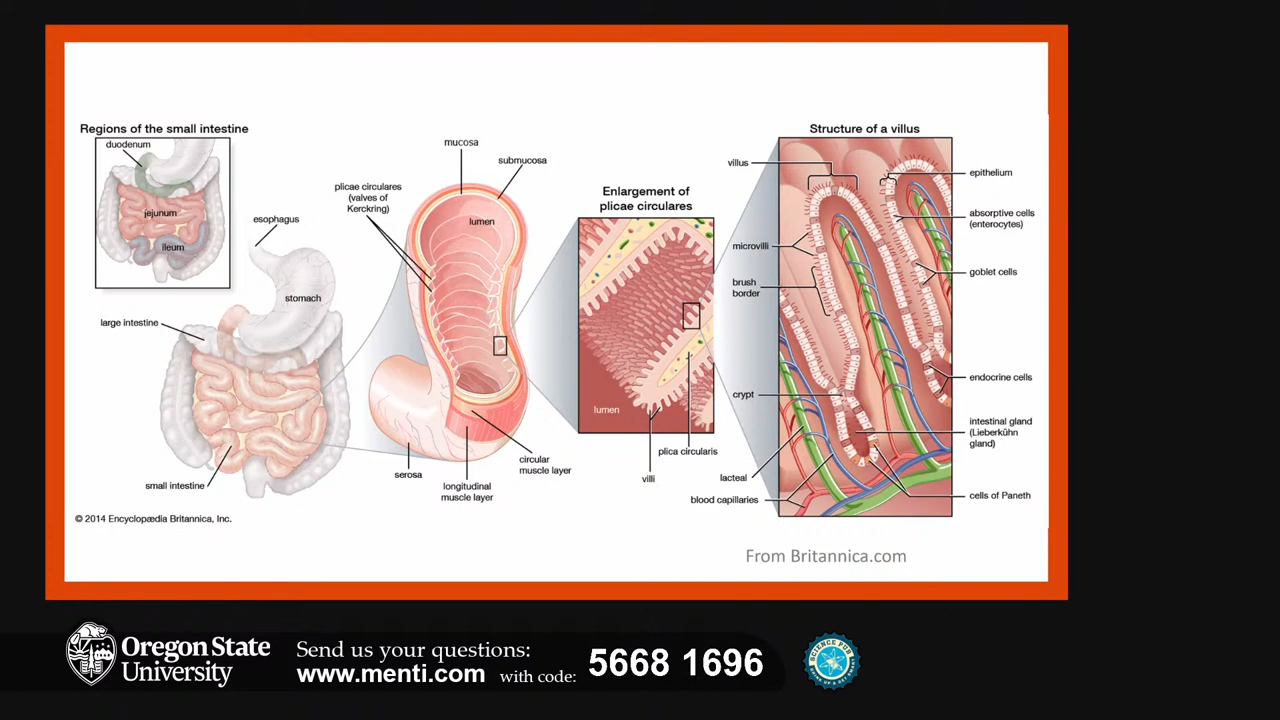 Regions of the small intestine
duodenum
jejunum
ileum
esophagus
stomach
large intestine
small intestine
© 2014 Encyclopædia Britannica, Inc.
mucosa
submucosa
plicae circulares
(valves of
Kerckring)
lumen
serosa
longitudinal
muscle layer
circular
muscle layer
Enlargement of
plicae circulares
lumen
villi
plica circularis
Structure of a villus
villus
microvilli
brush
border
crypt
lacteal
blood capillaries
epithelium
absorptive cells
(enterocytes)
goblet cells
endocrine cells
intestinal gland
(Lieberkühn
gland)
cells of Paneth
From Britannica.com
Oregon State
University
Send us your questions:
www.menti.com with code:
5668 1696
SCIENCE PUB